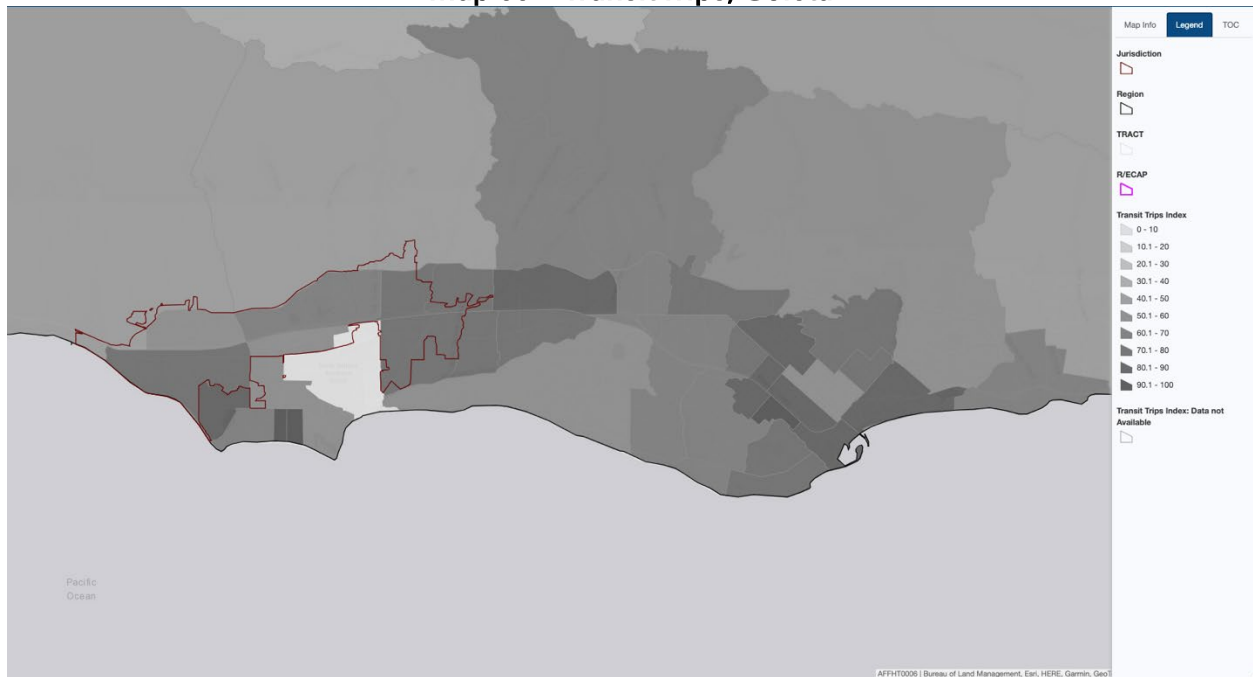 Map Info
Legend
TOC
Jurisdiction
Region
TRACT
R/ECAP
Transit Trips Index
0 - 10
10.1 - 20
20.1 - 30
30.1 - 40
40.1 - 50
50.1 - 60
60.1 - 70
70.1 - 80
80.1 - 90
90.1 - 100
Transit Trips Index: Data not
Available
Pacific
Ocean
AFFHT0006 | Bureau of Land Management, Esri, HERE, Garmin, GeoT